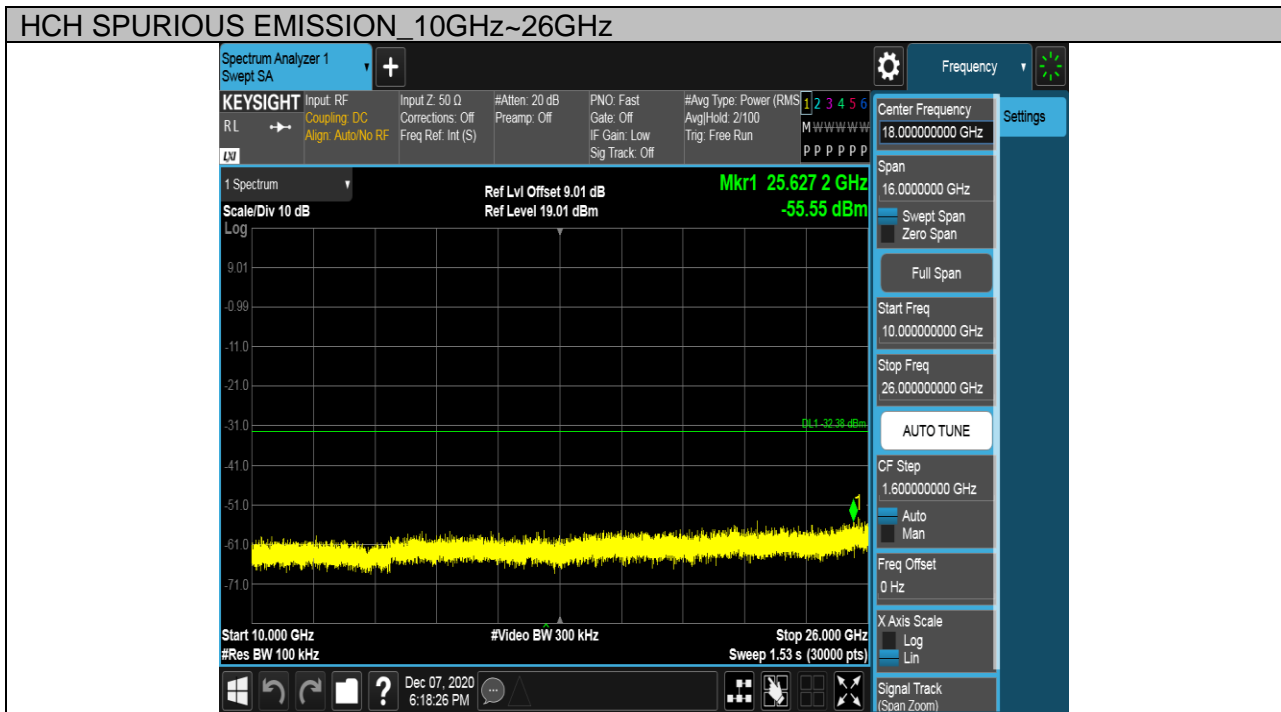 HCH SPURIOUS EMISSION_10GHz~26GHz
Spectrum Analyzer 1
Swept SA
+
Frequency
KEYSIGHT
RL
LXI
Input: RF
Coupling: DC
Align: Auto/No RF
Input Z: 50 Ω
Corrections: Off
Freq Ref: Int (S)
#Atten: 20 dB
Preamp: Off
PNO: Fast
Gate: Off
IF Gain: Low
Sig Track: Off
#Avg Type: Power (RMS
Avg|Hold: 2/100
Trig: Free Run
1 2 3 4 5 6
M W W W W W
P P P P P P
1 Spectrum
Scale/Div 10 dB
Log
Ref Lvl Offset 9.01 dB
Ref Level 19.01 dBm
Mkr1 25.627 2 GHz
-55.55 dBm
9.01
-0.99
-11.0
-21.0
-31.0
DL1 -32.38 dBm
-41.0
-51.0
1
-61.0
-71.0
Start 10.000 GHz
#Res BW 100 kHz
#Video BW 300 kHz
Stop 26.000 GHz
Sweep 1.53 s (30000 pts)
Center Frequency
18.000000000 GHz
Settings
Span
16.0000000 GHz
Swept Span
Zero Span
Full Span
Start Freq
10.000000000 GHz
Stop Freq
26.000000000 GHz
AUTO TUNE
CF Step
1.600000000 GHz
Auto
Man
Freq Offset
0 Hz
X Axis Scale
Log
Lin
Signal Track
(Span Zoom)
?
Dec 07, 2020
6:18:26 PM